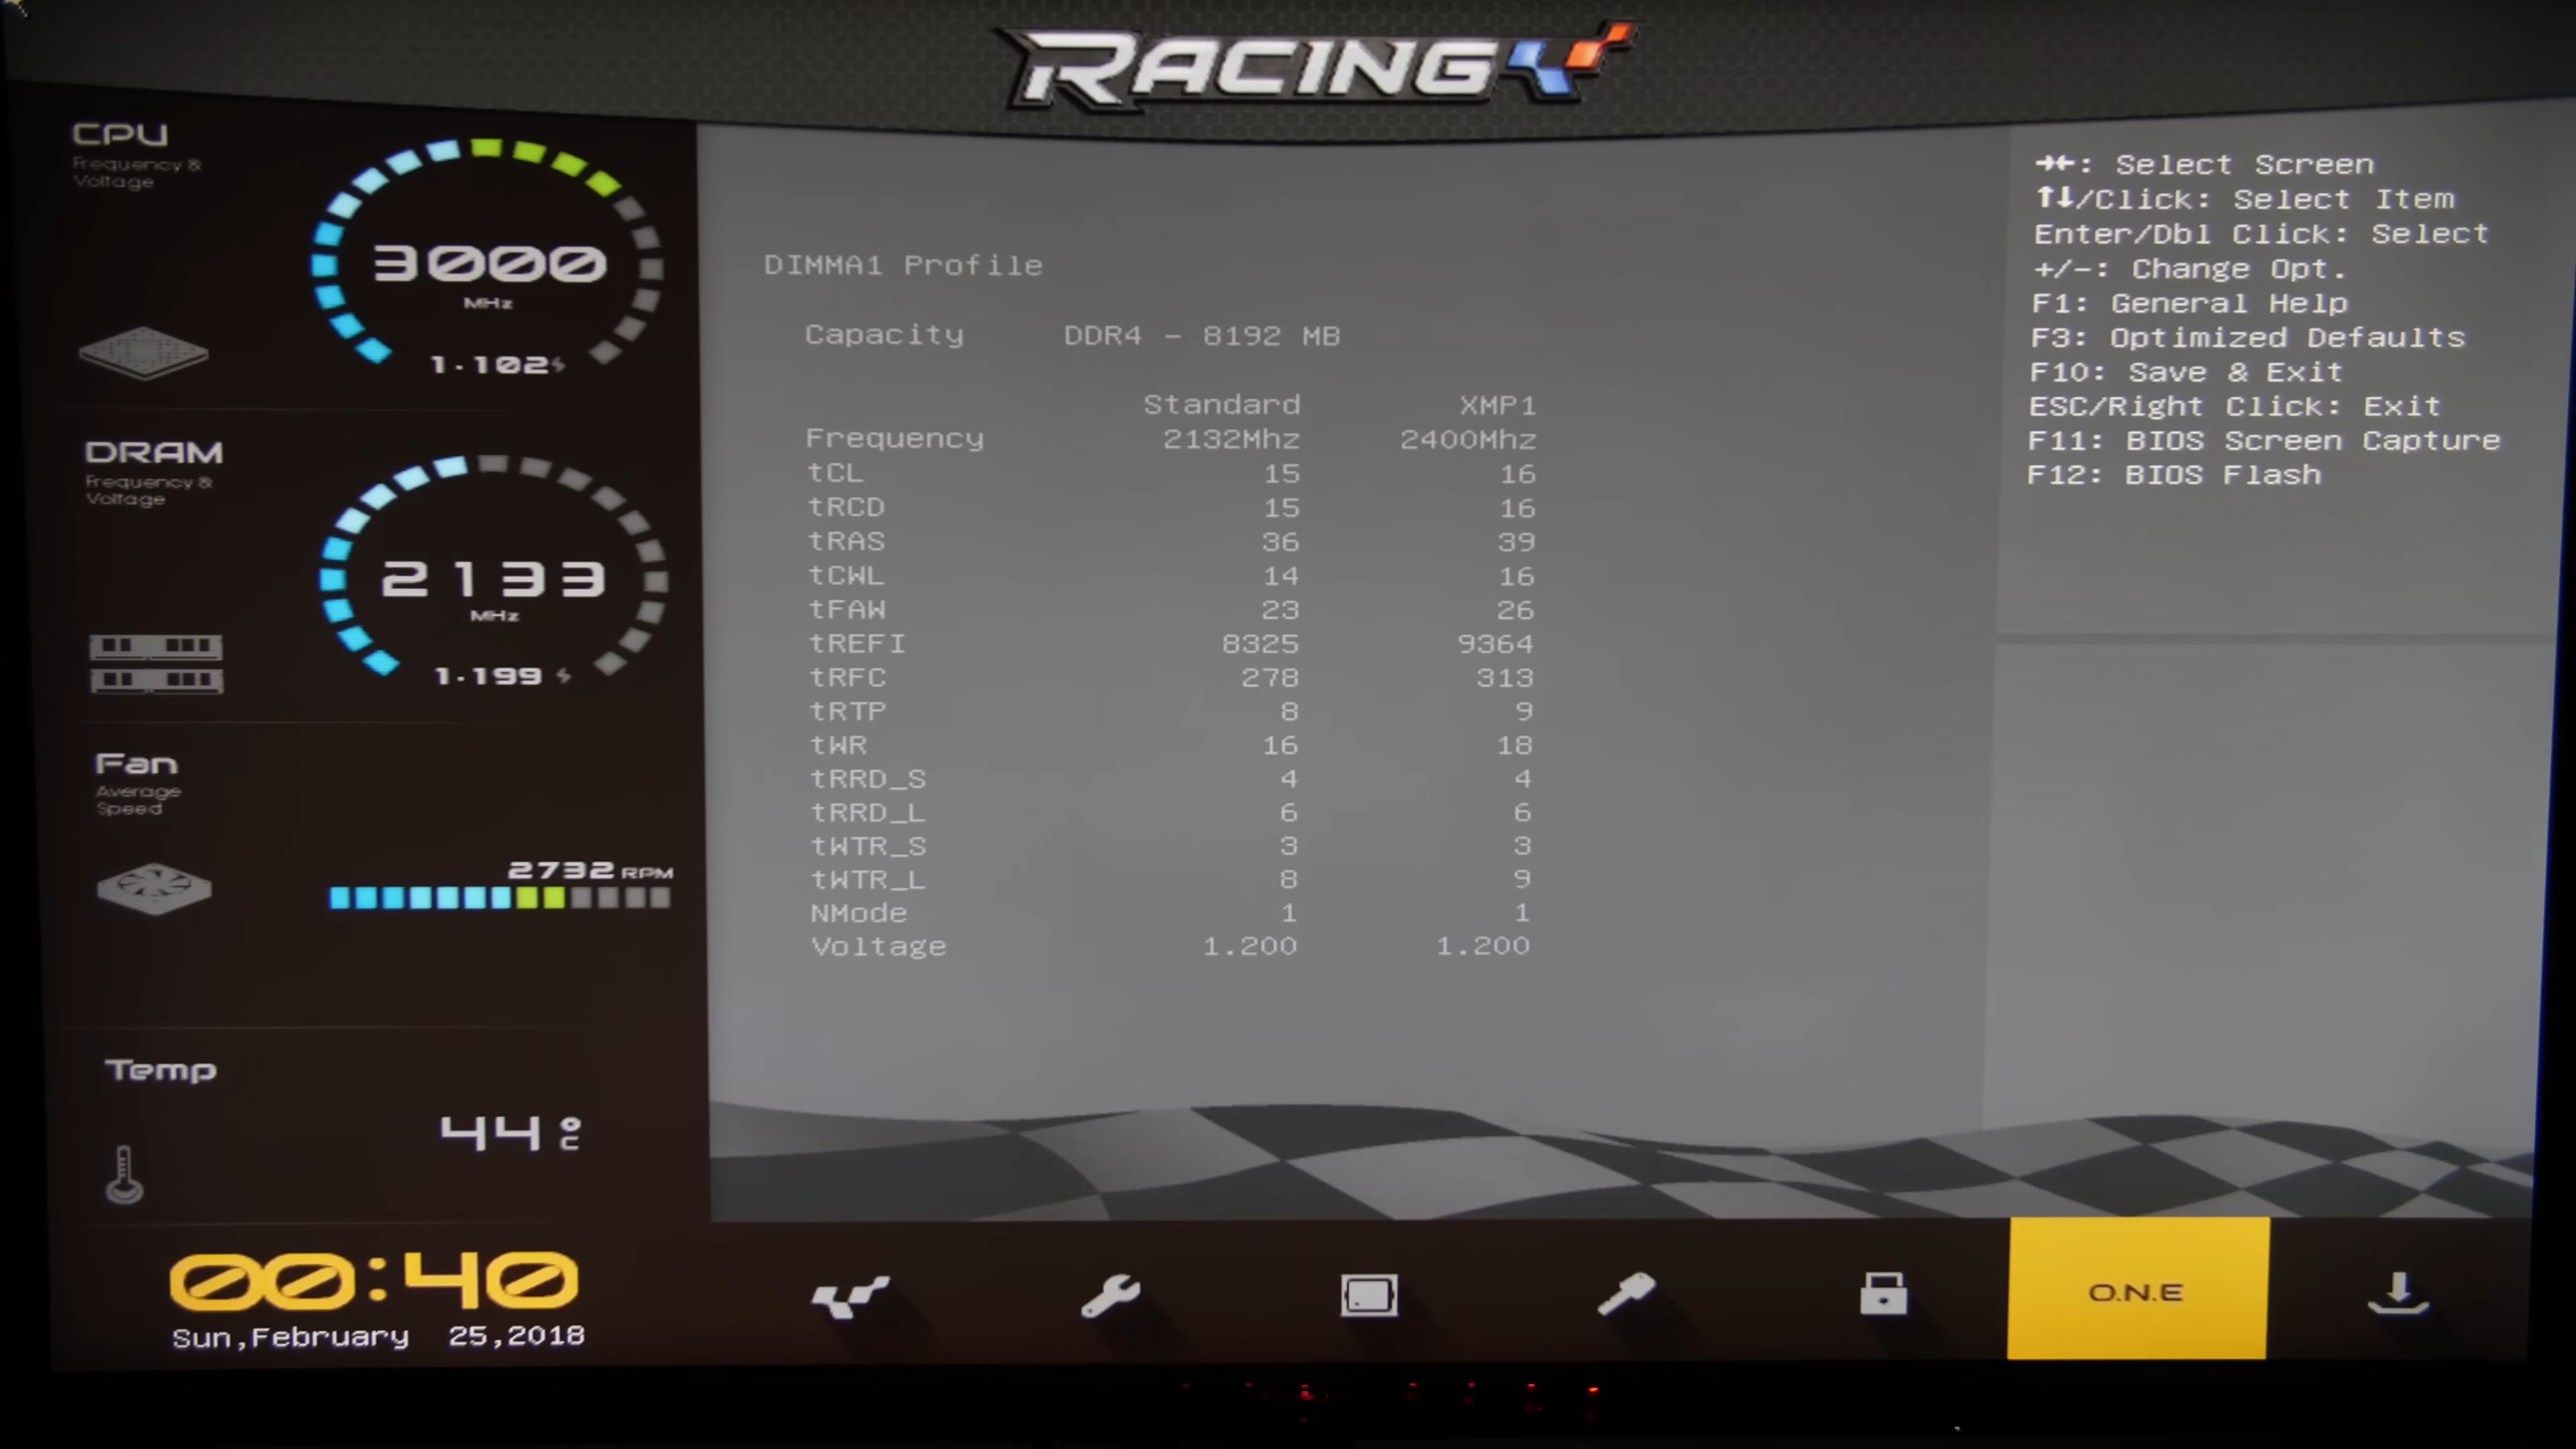 RACING
CPU
Frequency &
Voltage
3000
MHz
1.102
DRAM
Frequency &
Voltage
2133
MHz
1.199
Fan
Average
Speed
2732 RPM
Temp
44 °C
00:40
Sun,February 25,2018
DIMMA1 Profile
Capacity DDR4 - 8192 MB
Standard XMP1
Frequency 2132Mhz 2400Mhz
tCL 15 16
tRCD 15 16
tRAS 36 39
tCWL 14 16
tFAW 23 26
tREFI 8325 9364
tRFC 278 313
tRTP 8 9
tWR 16 18
tRRD_S 4 4
tRRD_L 6 6
tWTR_S 3 3
tWTR_L 8 9
NMode 1 1
Voltage 1.200 1.200
→←: Select Screen
↑↓/Click: Select Item
Enter/Dbl Click: Select
+/-: Change Opt.
F1: General Help
F3: Optimized Defaults
F10: Save & Exit
ESC/Right Click: Exit
F11: BIOS Screen Capture
F12: BIOS Flash
O.N.E